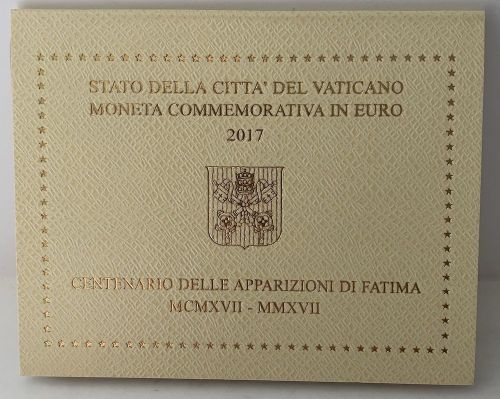 STATO DELLA CITTA' DEL VATICANO
MONETA COMMEMORATIVA IN EURO
2017
CENTENARIO DELLE APPARIZIONI DI FATIMA
MCMXVII - MMXVII